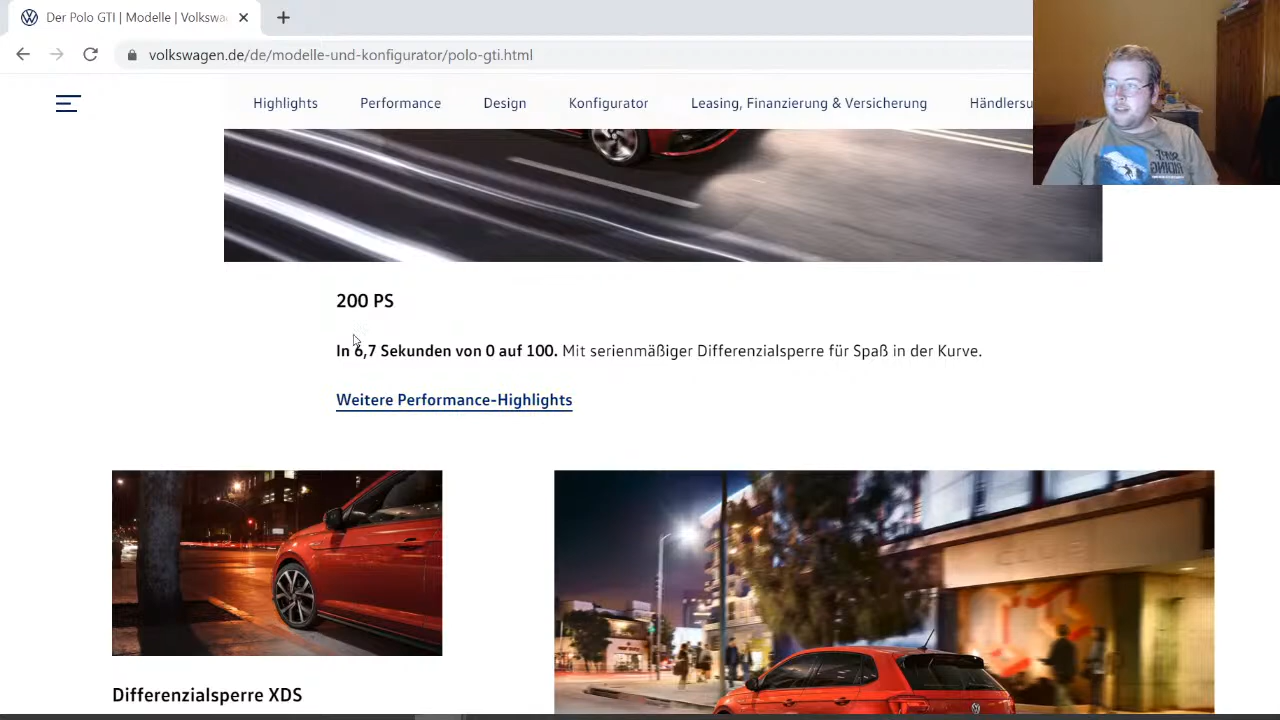 Der Polo GTI | Modelle | Volkswa
volkswagen.de/de/modelle-und-konfigurator/polo-gti.html
Highlights Performance Design Konfigurator Leasing, Finanzierung & Versicherung Händlersu
200 PS
In 6,7 Sekunden von 0 auf 100. Mit serienmäßiger Differenzialsperre für Spaß in der Kurve.
Weitere Performance-Highlights
CLUB
Differenzialsperre XDS